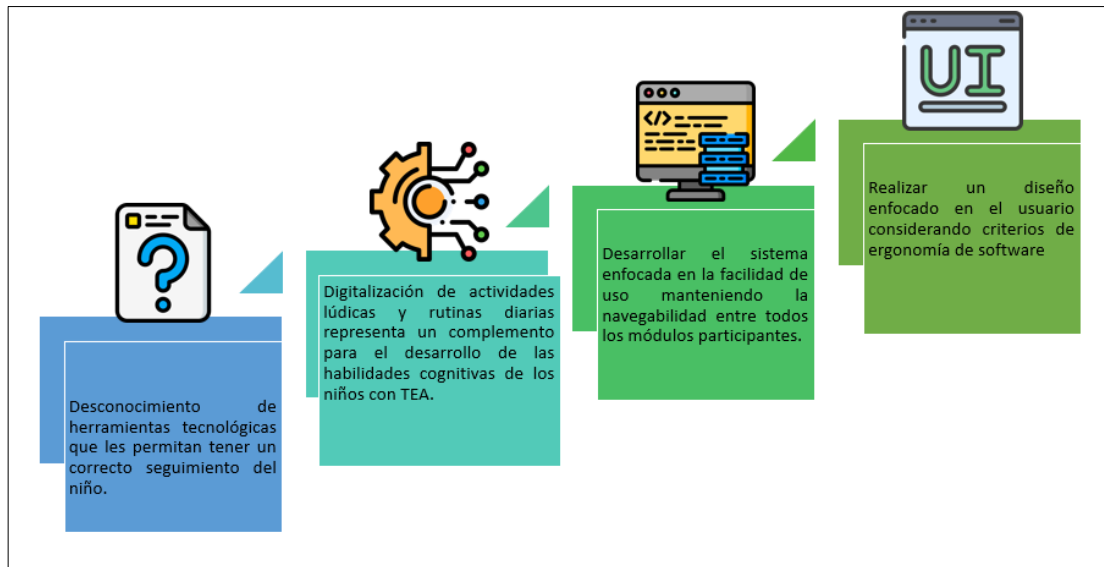 Desconocimiento de
herramientas tecnológicas
que les permitan tener un
correcto seguimiento del
niño.
Digitalización de actividades
lúdicas y rutinas diarias
representa un complemento
para el desarrollo de las
habilidades cognitivas de los
niños con TEA.
</>
Desarrollar el sistema
enfocada en la facilidad de
uso manteniendo la
navegabilidad entre todos
los módulos participantes.
UI
Realizar un diseño
enfocado en el usuario
considerando criterios de
ergonomía de software